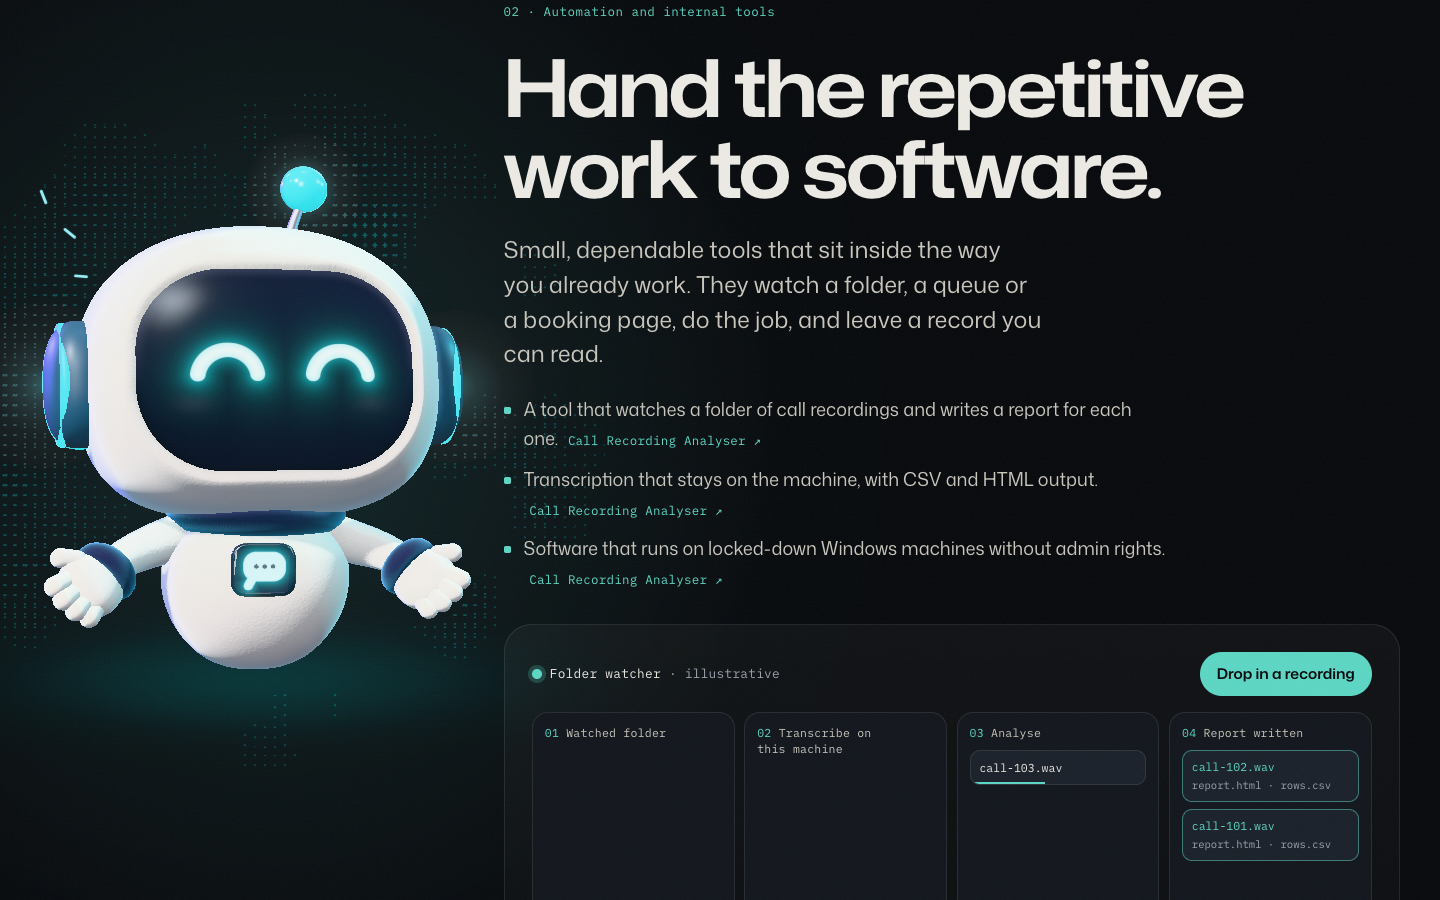 02 · Automation and internal tools
Hand the repetitive
work to software.
Small, dependable tools that sit inside the way
you already work. They watch a folder, a queue or
a booking page, do the job, and leave a record you
can read.
A tool that watches a folder of call recordings and writes a report for each
one. Call Recording Analyser ↗
Transcription that stays on the machine, with CSV and HTML output.
Call Recording Analyser ↗
Software that runs on locked-down Windows machines without admin rights.
Call Recording Analyser ↗
Folder watcher · illustrative
Drop in a recording
01 Watched folder
02 Transcribe on
this machine
03 Analyse
call-103.wav
04 Report written
call-102.wav
report.html · rows.csv
call-101.wav
report.html · rows.csv